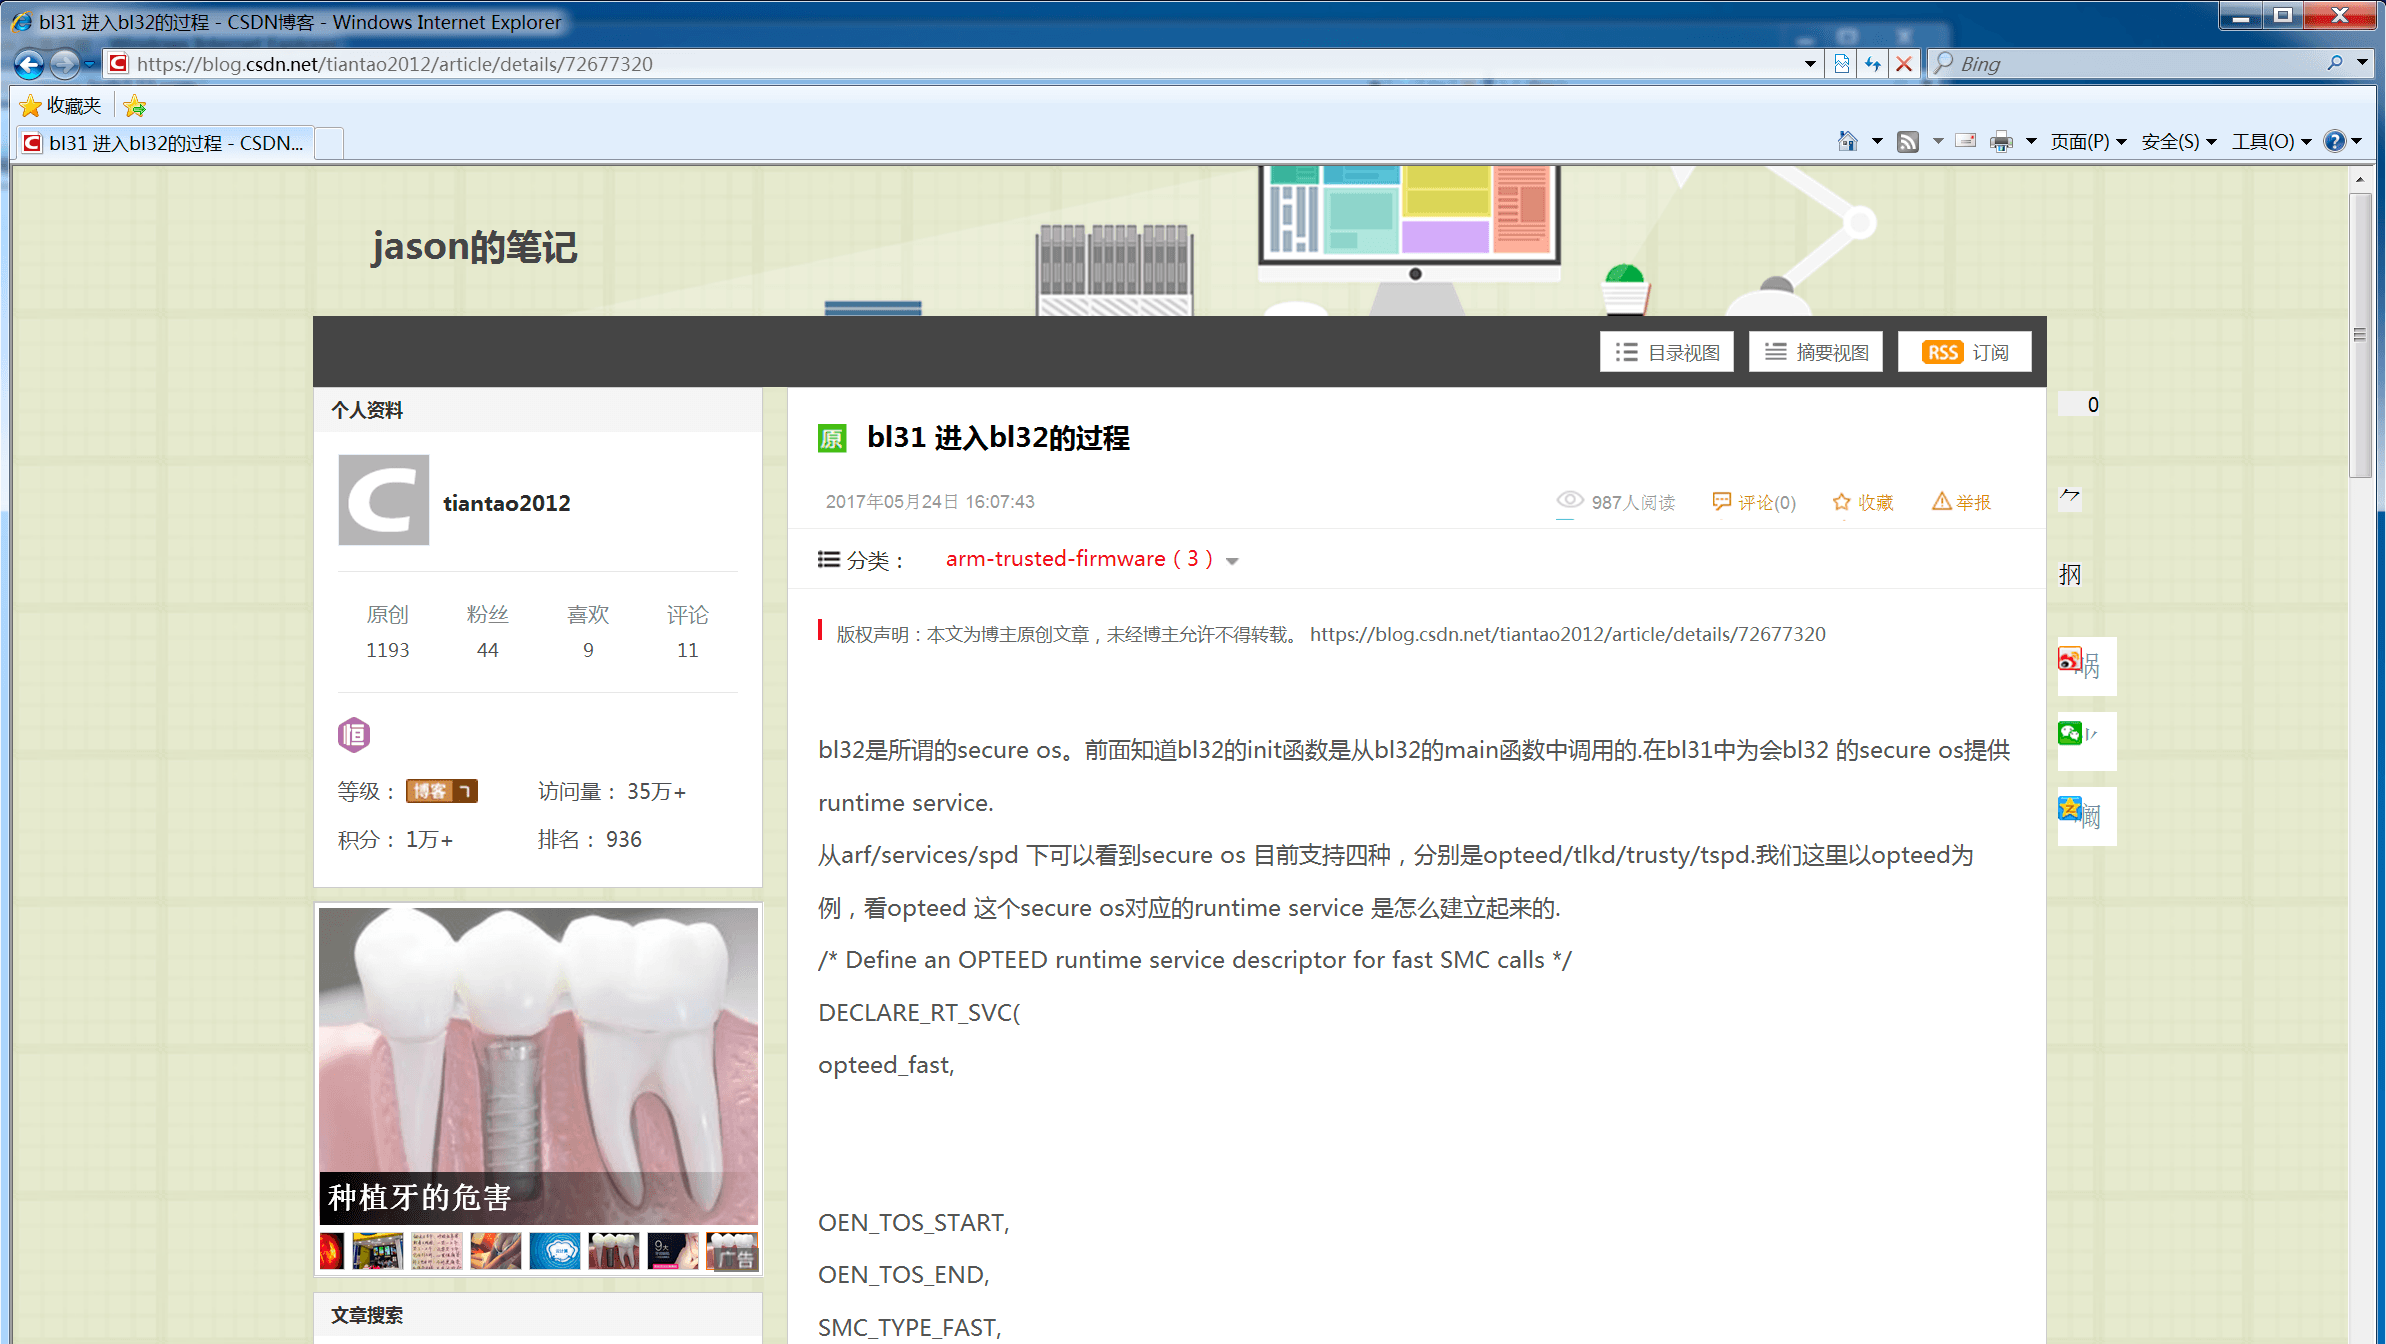 bl31 进入bl32的过程 - CSDN博客 - Windows Internet Explorer
https://blog.csdn.net/tiantao2012/article/details/72677320
Bing
收藏夹
bl31 进入bl32的过程 - CSDN...
页面(P)
安全(S)
工具(O)
jason的笔记
目录视图
摘要视图
RSS 订阅
个人资料
tiantao2012
原创 粉丝 喜欢 评论
1193 44 9 11
恒
等级： 博客 7 访问量： 35万+
积分： 1万+ 排名： 936
种植牙的危害
广告
文章搜索
原 bl31 进入bl32的过程
2017年05月24日 16:07:43
987人阅读 评论(0) 收藏 举报
分类： arm-trusted-firmware（3）
版权声明：本文为博主原创文章，未经博主允许不得转载。 https://blog.csdn.net/tiantao2012/article/details/72677320
bl32是所谓的secure os。前面知道bl32的init函数是从bl32的main函数中调用的.在bl31中为会bl32 的secure os提供
runtime service.
从arf/services/spd 下可以看到secure os 目前支持四种，分别是opteed/tlkd/trusty/tspd.我们这里以opteed为
例，看opteed 这个secure os对应的runtime service 是怎么建立起来的.
/* Define an OPTEED runtime service descriptor for fast SMC calls */
DECLARE_RT_SVC(
opteed_fast,
OEN_TOS_START,
OEN_TOS_END,
SMC_TYPE_FAST,
0